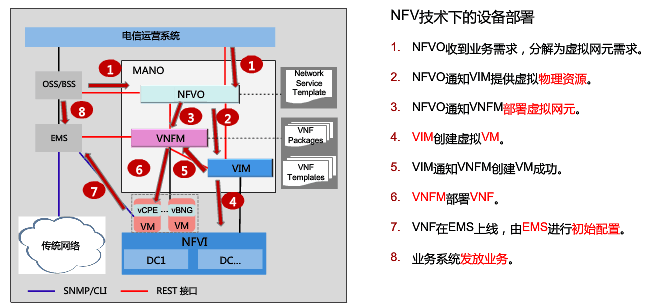 电信运营系统
MANO
OSS/BSS
1
1
NFVO
Network
Service
Template
8
3
2
EMS
VNFM
VNF
Packages
6
5
VIM
VNF
Templates
7
4
vCPE ... vBNG
VM
VM
传统网络
NFVI
DC1
DC...
SNMP/CLI
REST 接口
NFV技术下的设备部署
1. NFVO收到业务需求，分解为虚拟网元需求。
2. NFVO通知VIM提供虚拟物理资源。
3. NFVO通知VNFM部署虚拟网元。
4. VIM创建虚拟VM。
5. VIM通知VNFM创建VM成功。
6. VNFM部署VNF。
7. VNF在EMS上线，由EMS进行初始配置。
8. 业务系统发放业务。